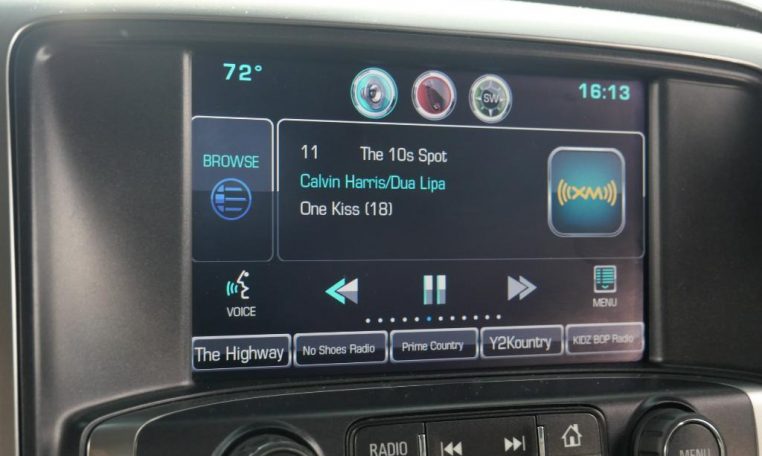 72°
SW
16:13
BROWSE
11 The 10s Spot
Calvin Harris/Dua Lipa
One Kiss (18)
((XM))
VOICE
MENU
The Highway
No Shoes Radio
Prime Country
Y2Kountry
KIDZ BOP Radio
RADIO
MENU